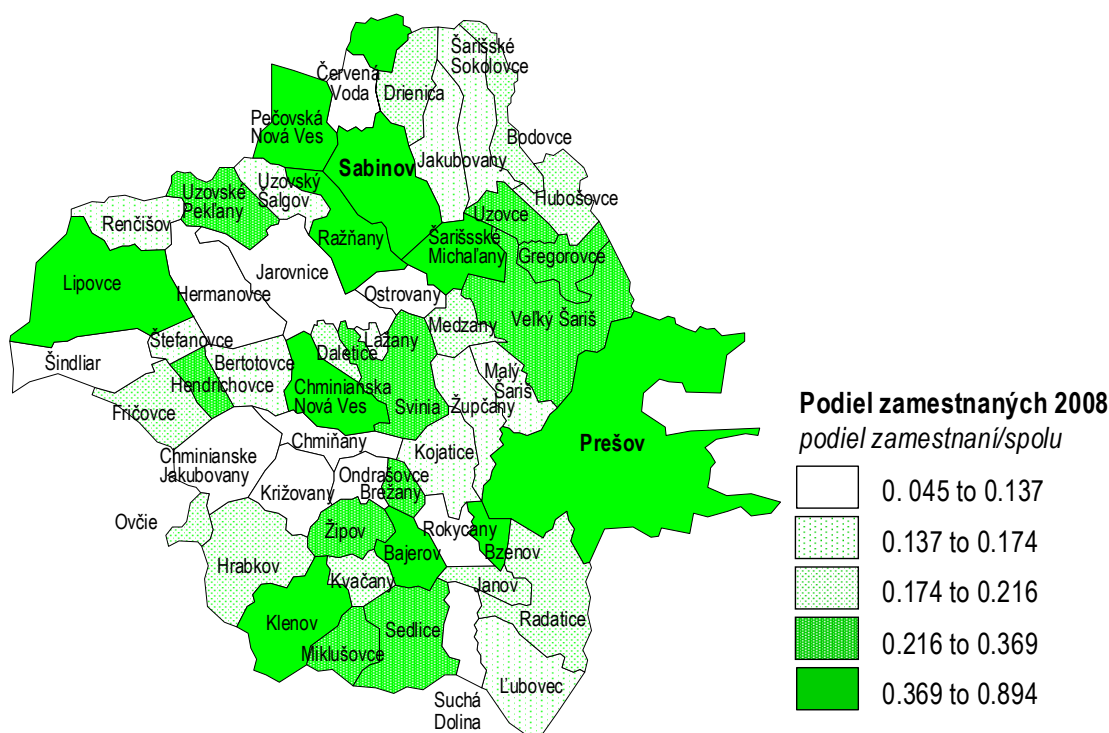 Šarišské
Sokolovce
Červená
Voda
Drienica
Pečovská
Nová Ves
Bodovce
Sabinov
Jakubovany
Uzovský
Šalgov
Uzovské
Pekľany
Hubošovce
Uzovce
Renčišov
Ražňany
Šarišsské
Michaľany
Gregorovce
Jarovnice
Lipovce
Hermanovce
Ostrovany
Veľký Šariš
Medzany
Štefanovce
Lažany
Daletice
Šindliar
Bertotovce
Malý
Šariš
Hendrichovce
Chminianska
Nová Ves
Svinia
Župčany
Fričovce
Prešov
Chmiňany
Kojatice
Chminianske
Jakubovany
Ondrašovce
Brežany
Križovany
Ovčie
Žipov
Rokycany
Bajerov
Bzenov
Hrabkov
Kvačany
Janov
Klenov
Sedlice
Radatice
Miklušovce
Ľubovec
Suchá
Dolina
Podiel zamestnaných 2008
podiel zamestnaní/spolu
0. 045 to 0.137
0.137 to 0.174
0.174 to 0.216
0.216 to 0.369
0.369 to 0.894